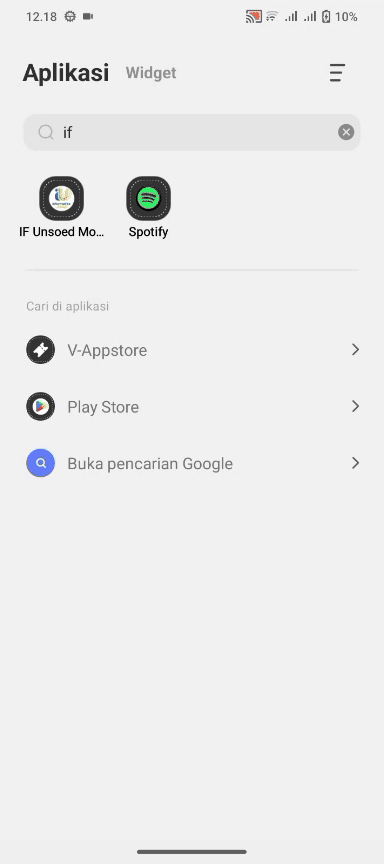 12.18
10%
Aplikasi Widget
if
IF Unsoed Mo...
Spotify
Cari di aplikasi
V-Appstore
Play Store
Buka pencarian Google